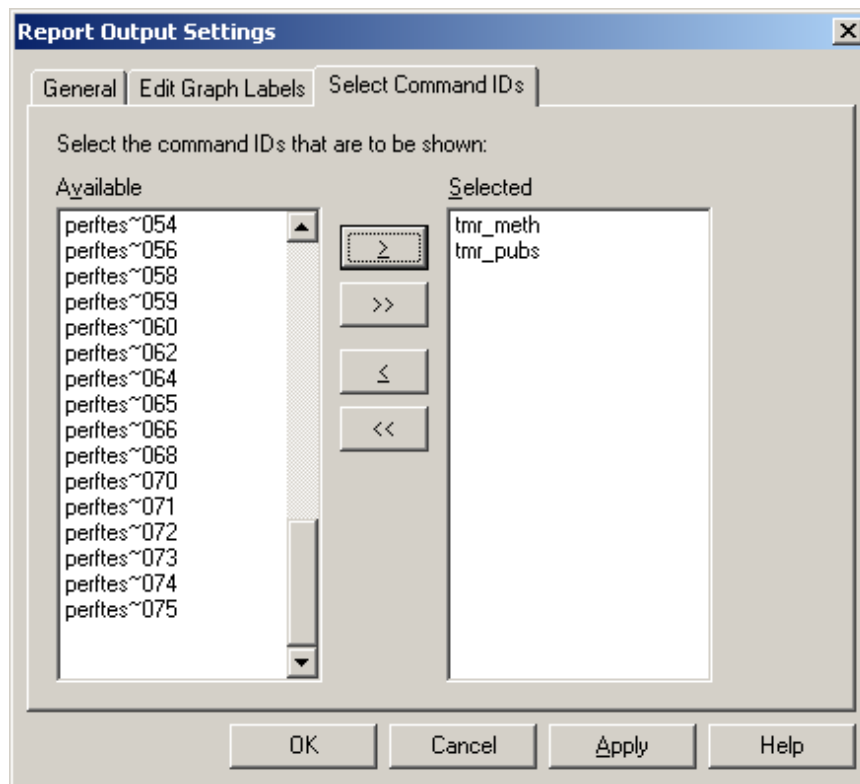 Report Output Settings
General Edit Graph Labels Select Command IDs
Select the command IDs that are to be shown:
Available
perftes~054
perftes~056
perftes~058
perftes~059
perftes~060
perftes~062
perftes~064
perftes~065
perftes~066
perftes~068
perftes~070
perftes~071
perftes~072
perftes~073
perftes~074
perftes~075
>
>>
<
<<
Selected
tmr_meth
tmr_pubs
OK Cancel Apply Help